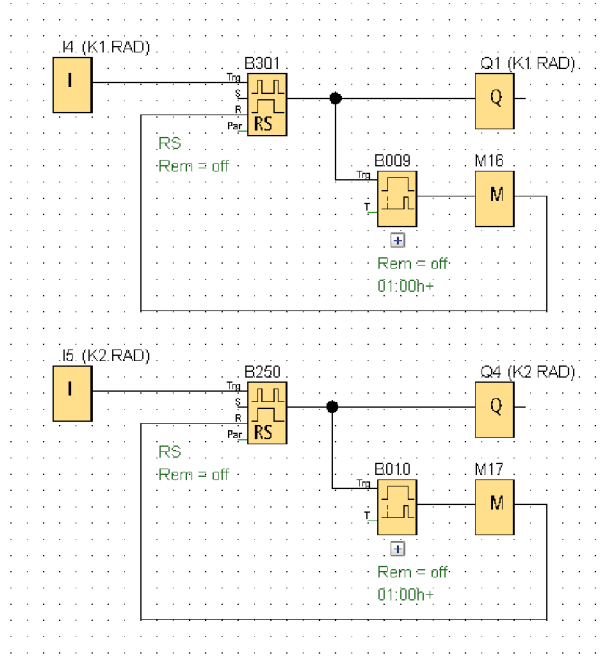 I4 (K1.RAD)
B301
Q1 (K1.RAD)
I
Trg
S
R
Par
RS
Q
RS
Rem = off
B009
M16
Trg
T
M
+
Rem = off
01:00h+
I5 (K2.RAD)
B250
Q4 (K2.RAD)
I
Trg
S
R
Par
RS
Q
RS
Rem = off
B010
M17
Trg
T
M
+
Rem = off
01:00h+